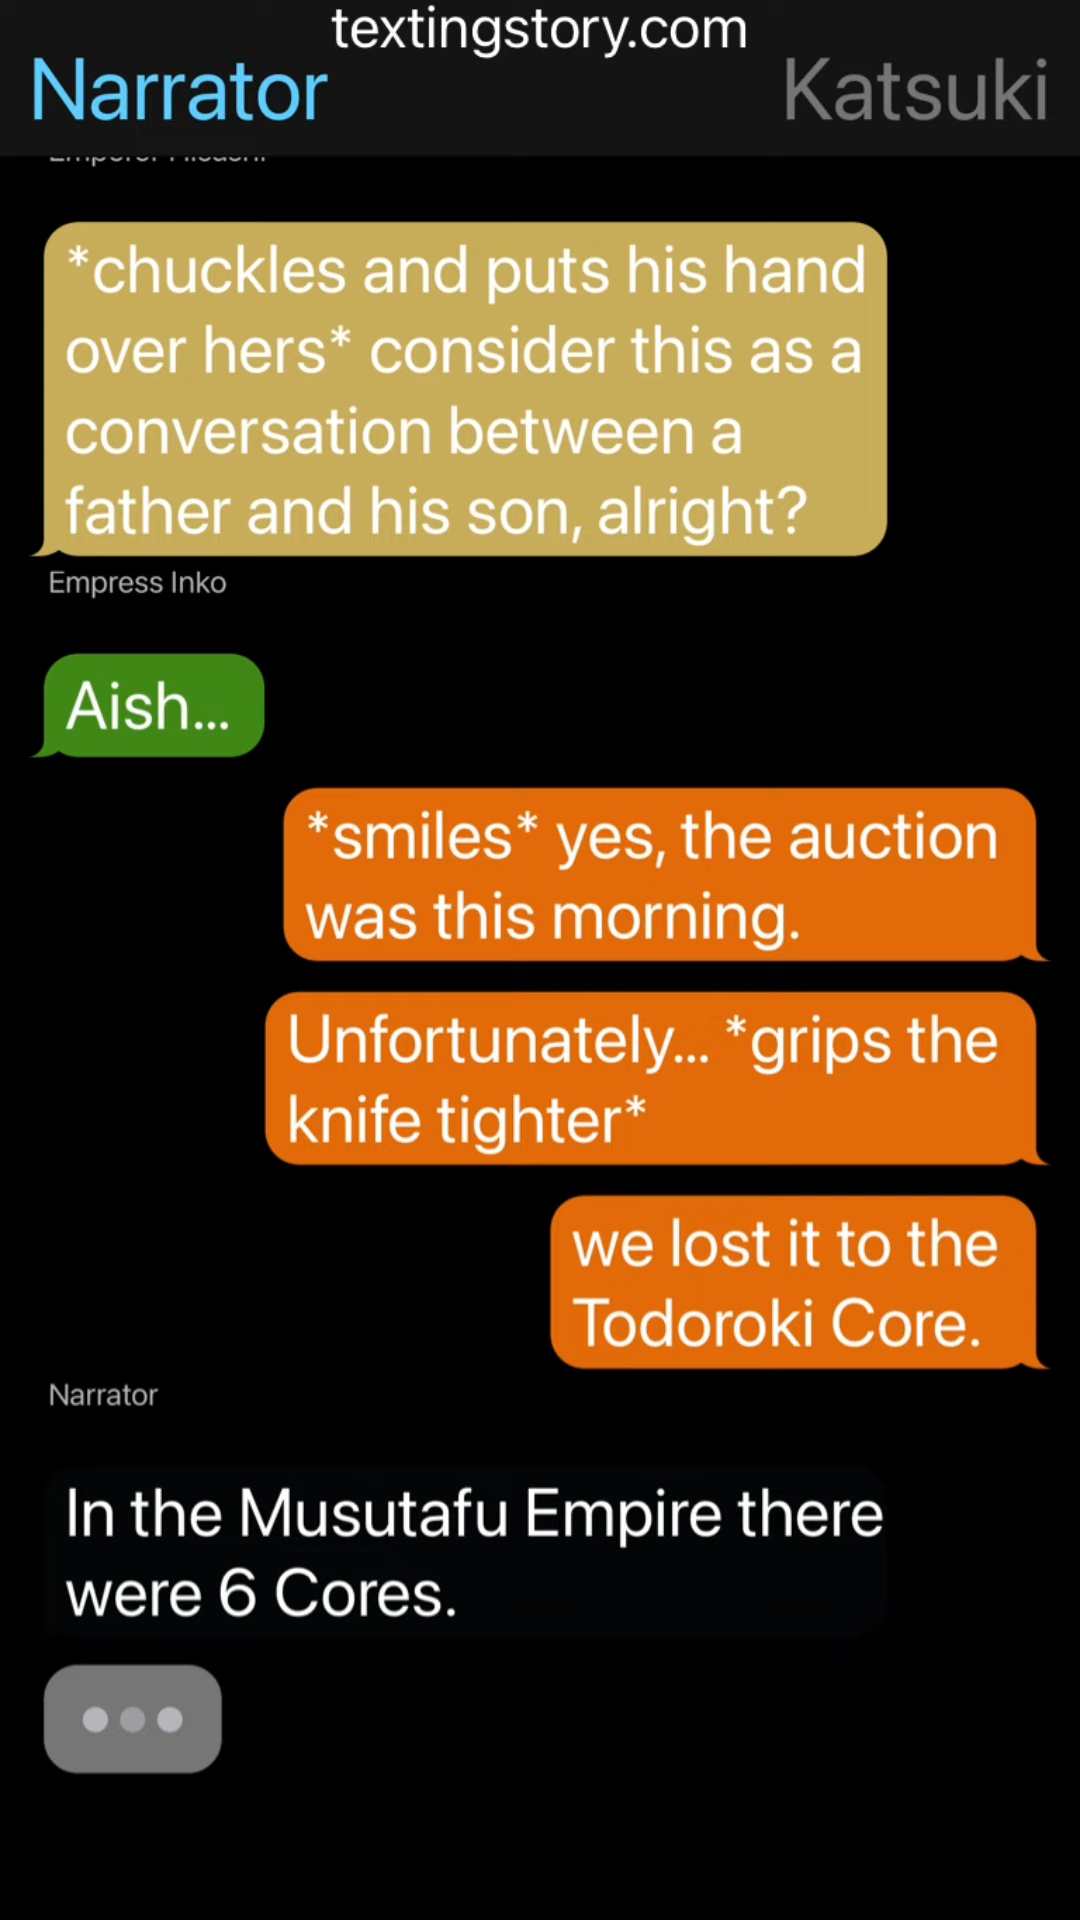 textingstory.com
Narrator
Katsuki
*chuckles and puts his hand
over hers* consider this as a
conversation between a
father and his son, alright?
Empress Inko
Aish...
*smiles* yes, the auction
was this morning.
Unfortunately... *grips the
knife tighter*
we lost it to the
Todoroki Core.
Narrator
In the Musutafu Empire there
were 6 Cores.